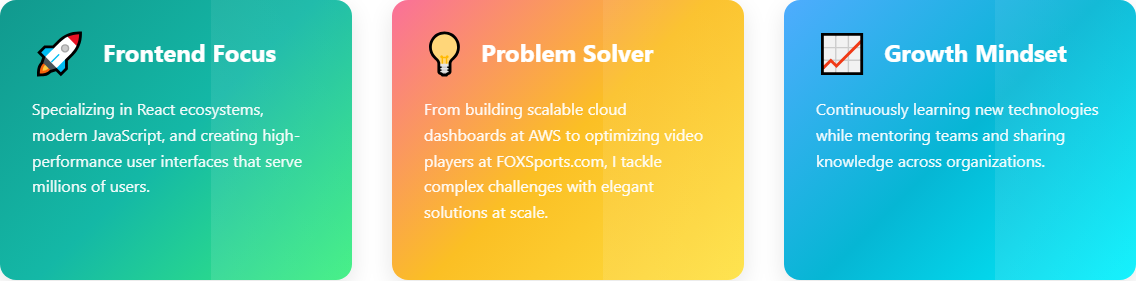 Frontend Focus
Specializing in React ecosystems,
modern JavaScript, and creating high-
performance user interfaces that serve
millions of users.
Problem Solver
From building scalable cloud
dashboards at AWS to optimizing video
players at FOXSports.com, I tackle
complex challenges with elegant
solutions at scale.
Growth Mindset
Continuously learning new technologies
while mentoring teams and sharing
knowledge across organizations.